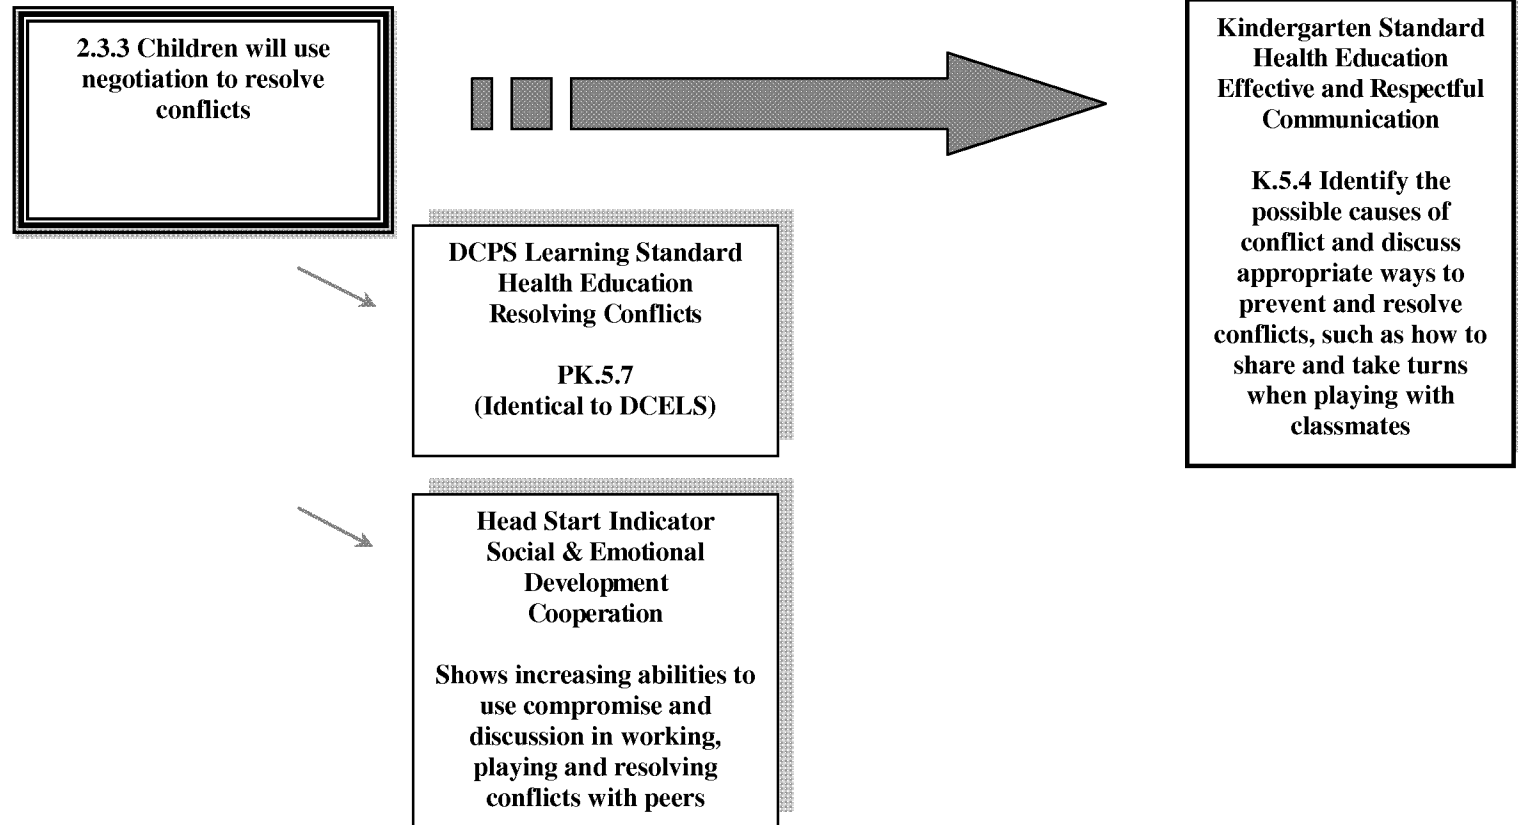 2.3.3 Children will use
negotiation to resolve
conflicts
Kindergarten Standard
Health Education
Effective and Respectful
Communication
K.5.4 Identify the
possible causes of
conflict and discuss
appropriate ways to
prevent and resolve
conflicts, such as how to
share and take turns
when playing with
classmates
DCPS Learning Standard
Health Education
Resolving Conflicts
PK.5.7
(Identical to DCELS)
Head Start Indicator
Social & Emotional
Development
Cooperation
Shows increasing abilities to
use compromise and
discussion in working,
playing and resolving
conflicts with peers